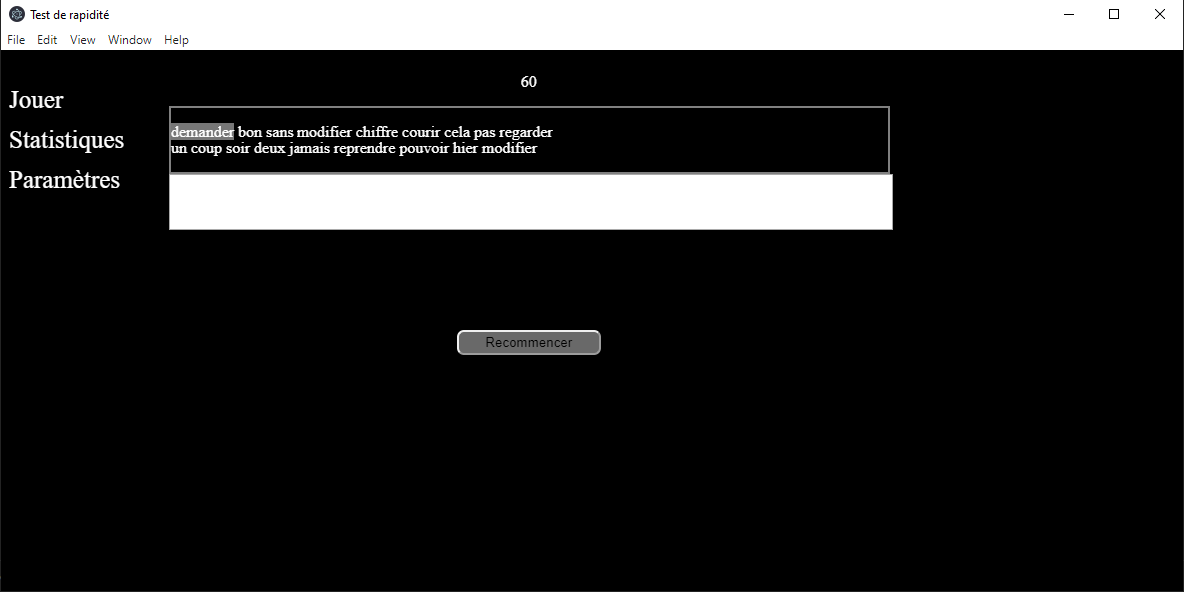 Test de rapidité
File Edit View Window Help
60
Jouer
Statistiques
Paramètres
demander bon sans modifier chiffre courir cela pas regarder
un coup soir deux jamais reprendre pouvoir hier modifier
Recommencer